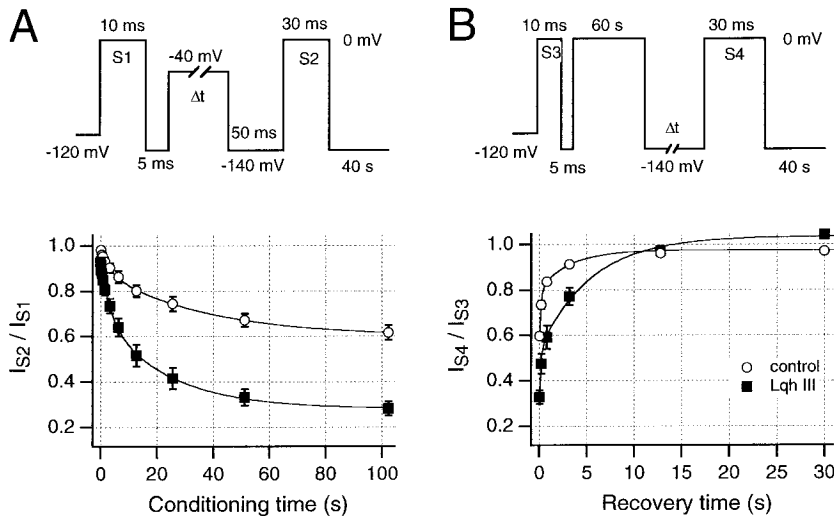 A
10 ms
30 ms
S1
-40 mV
S2
0 mV
Δt
50 ms
-120 mV
5 ms
-140 mV
40 s
B
10 ms
60 s
30 ms
S3
S4
0 mV
Δt
-120 mV
5 ms
-140 mV
40 s
I_S2 / I_S1
1.0
0.8
0.6
0.4
0.2
0
20
40
60
80
100
Conditioning time (s)
I_S4 / I_S3
1.0
0.8
0.6
0.4
0.2
control
Lqh III
0
5
10
15
20
25
30
Recovery time (s)